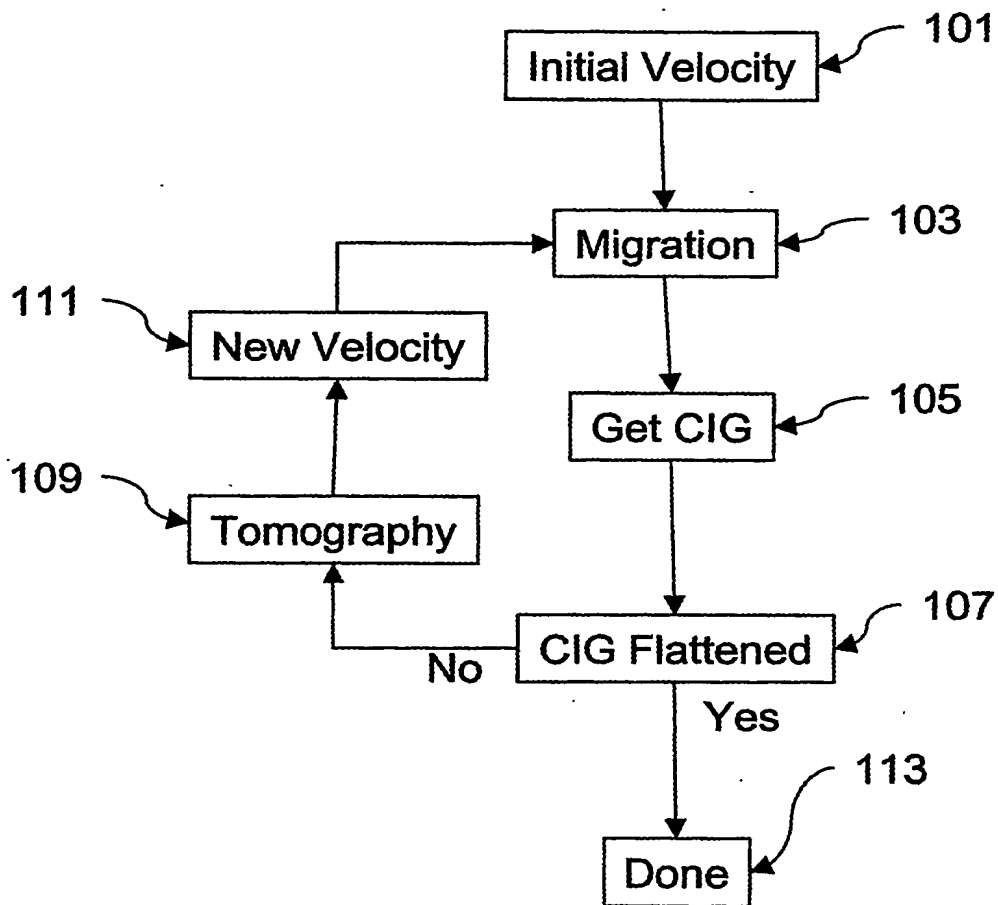 101
Initial Velocity
103
Migration
111
New Velocity
105
Get CIG
109
Tomography
107
CIG Flattened
No
Yes
113
Done